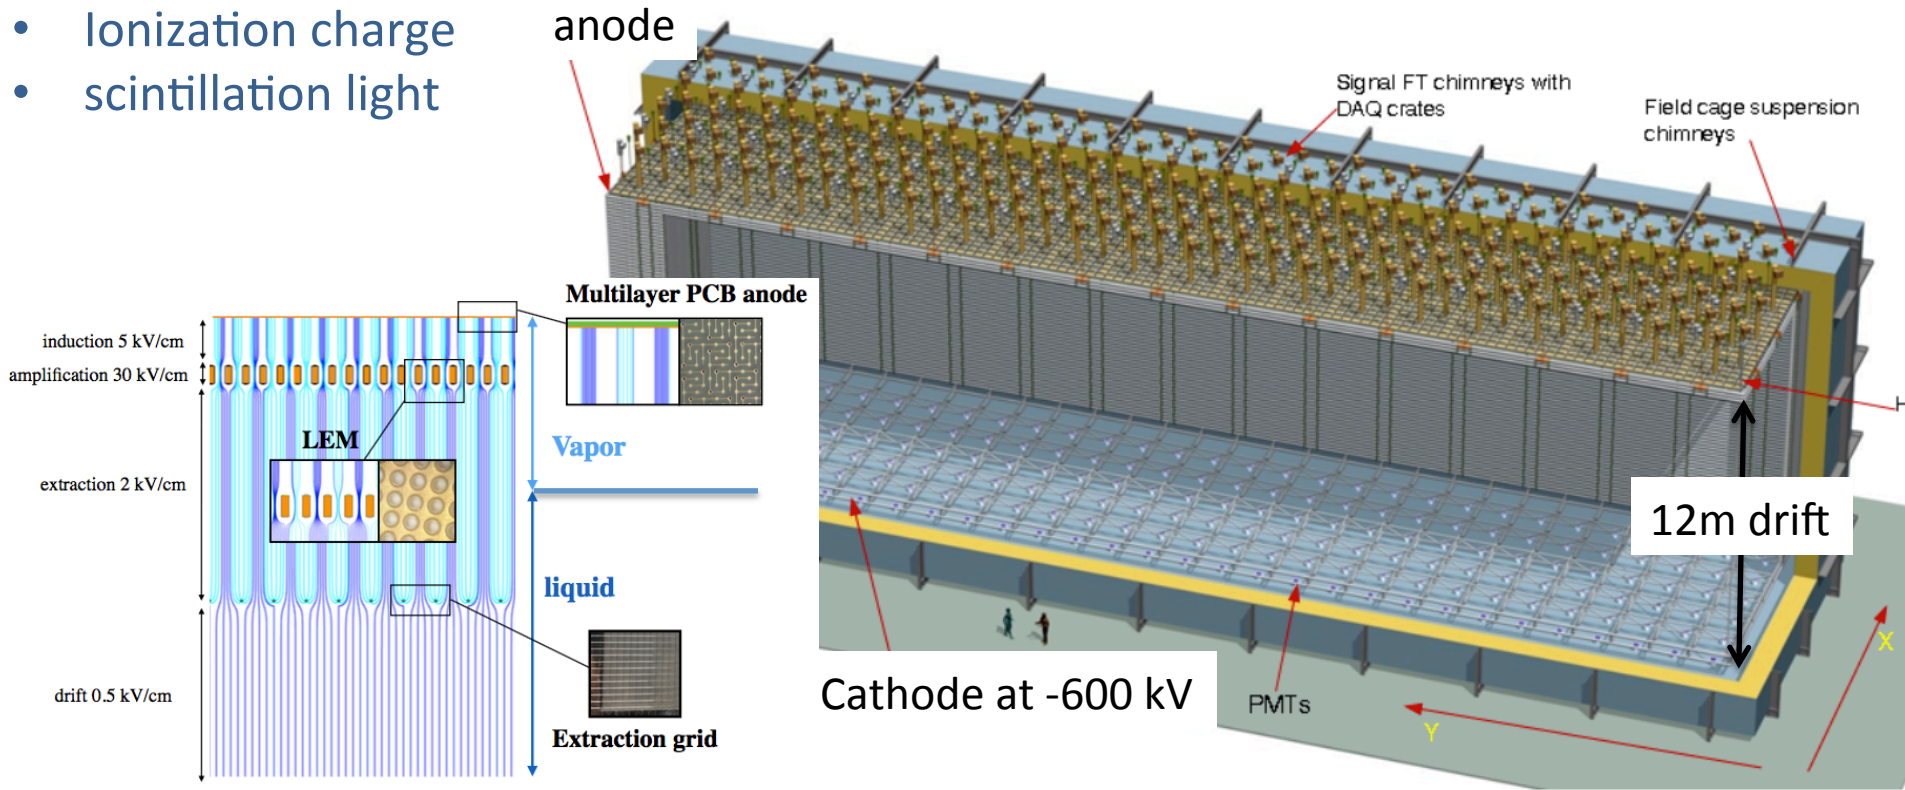 • Ionization charge
• scintillation light
anode
Signal FT chimneys with
DAQ crates
Field cage suspension
chimneys
Multilayer PCB anode
induction 5 kV/cm
amplification 30 kV/cm
LEM
Vapor
extraction 2 kV/cm
liquid
12m drift
drift 0.5 kV/cm
Extraction grid
Cathode at -600 kV
PMTs
X
Y